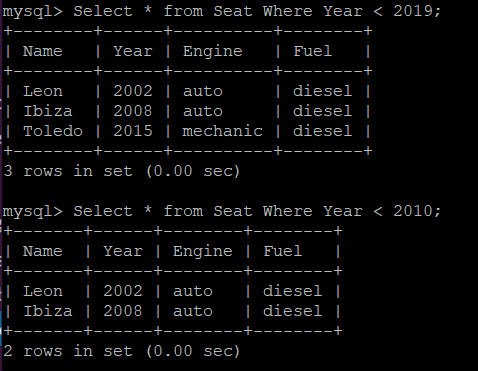 mysql> Select * from Seat Where Year < 2019;
+--------+------+----------+--------+
| Name   | Year | Engine   | Fuel   |
+--------+------+----------+--------+
| Leon   | 2002 | auto     | diesel |
| Ibiza  | 2008 | auto     | diesel |
| Toledo | 2015 | mechanic | diesel |
+--------+------+----------+--------+
3 rows in set (0.00 sec)

mysql> Select * from Seat Where Year < 2010;
+-------+------+--------+--------+
| Name  | Year | Engine | Fuel   |
+-------+------+--------+--------+
| Leon  | 2002 | auto   | diesel |
| Ibiza | 2008 | auto   | diesel |
+-------+------+--------+--------+
2 rows in set (0.00 sec)